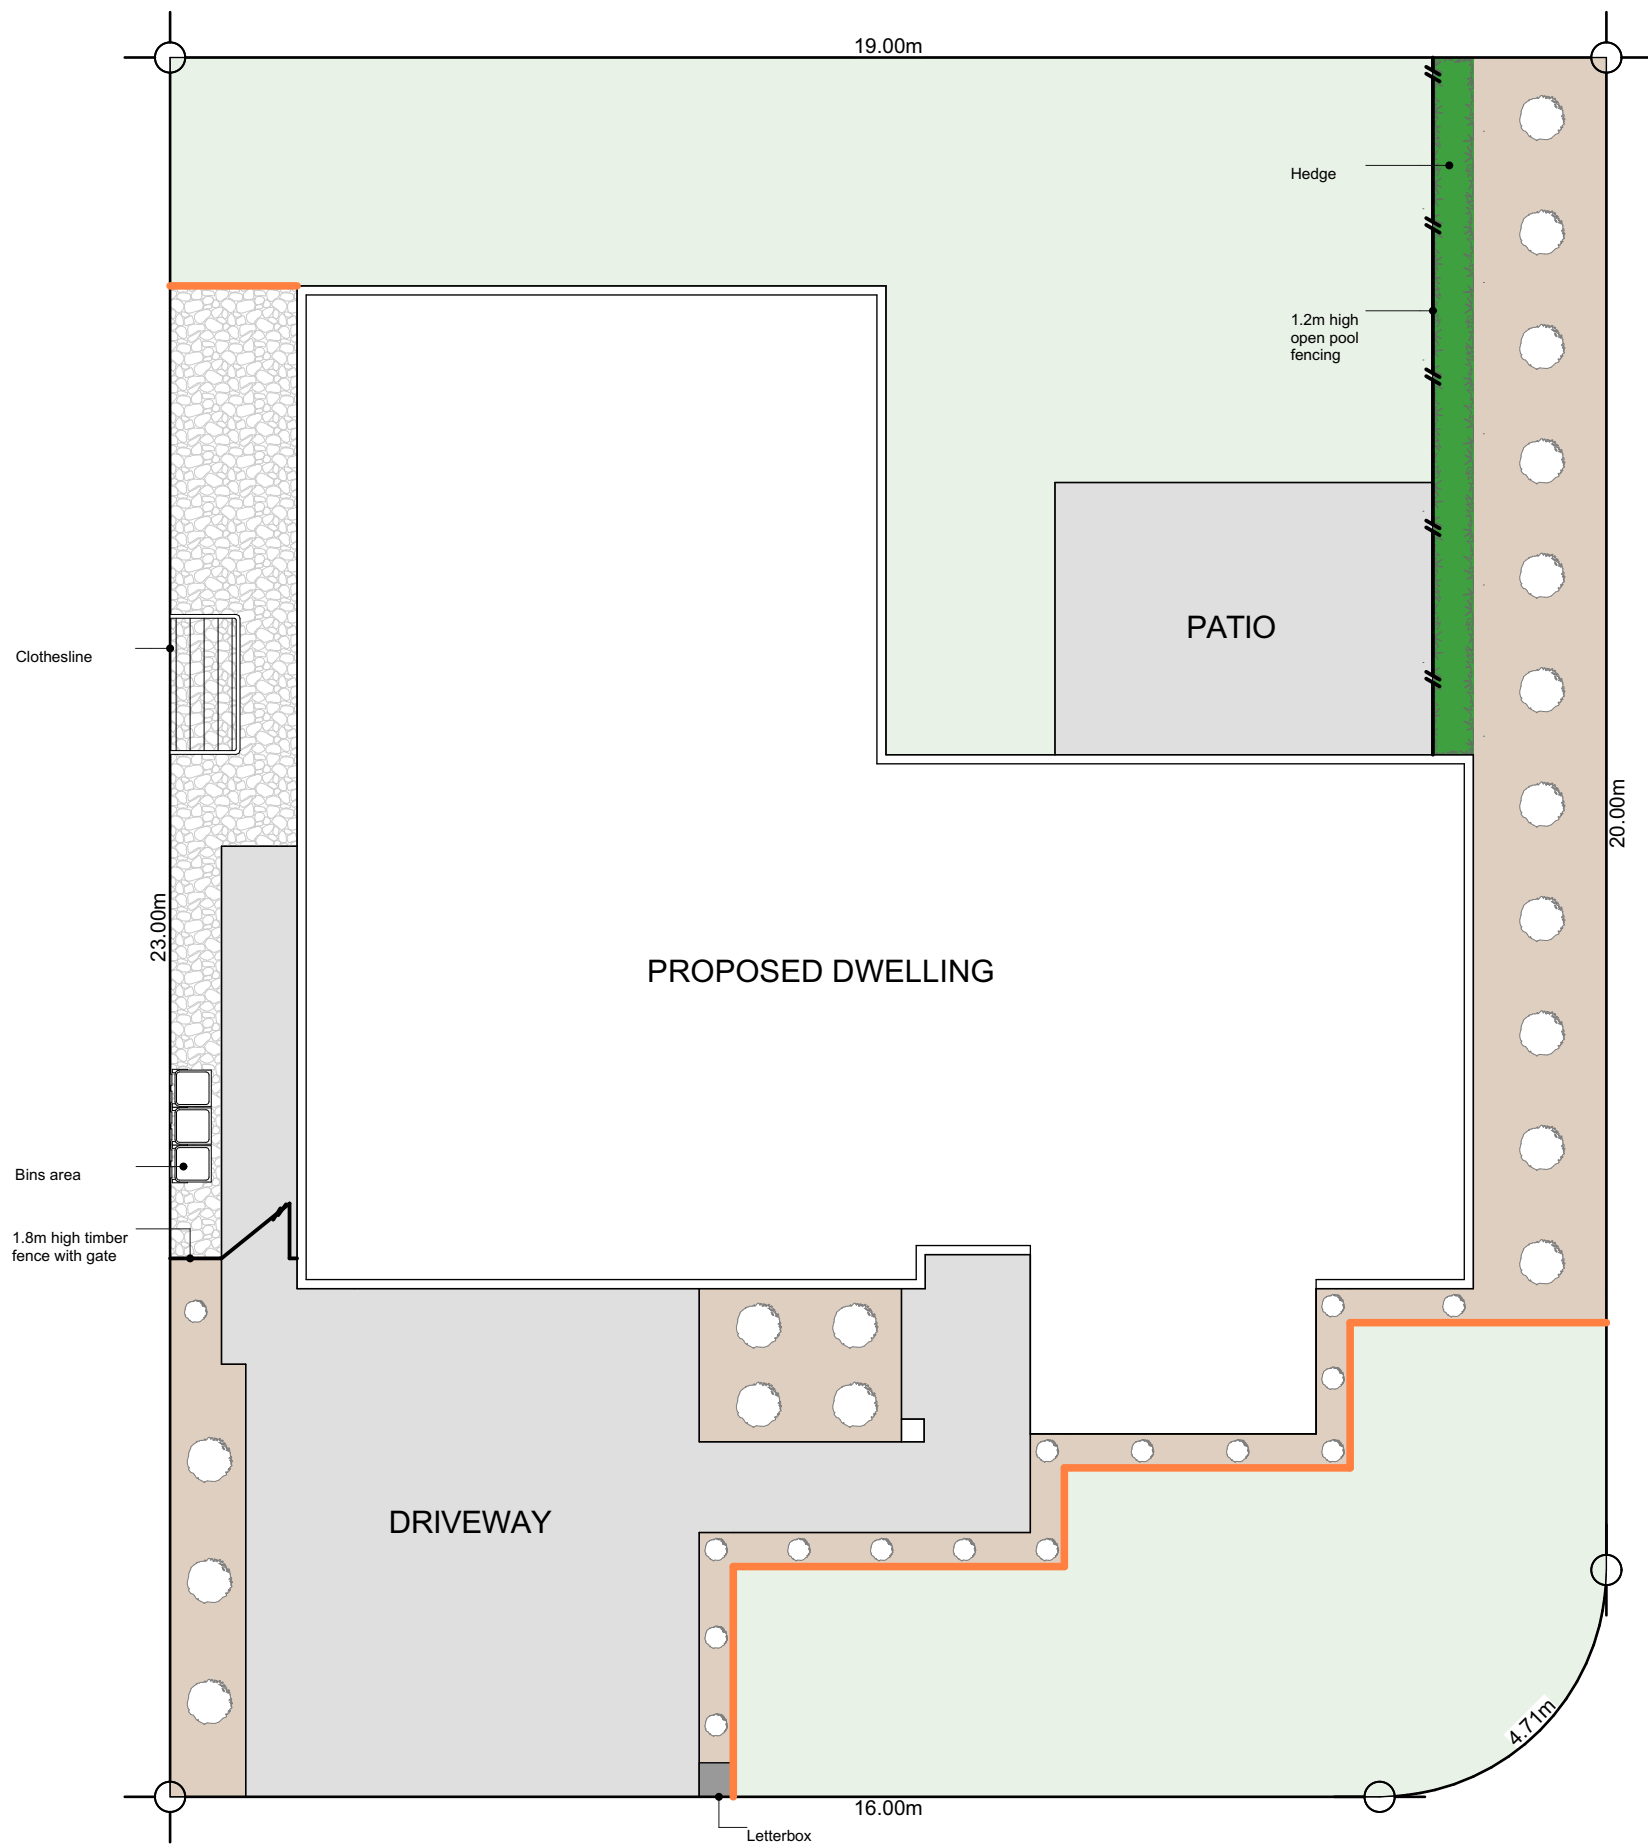 19.00m
Hedge
1.2m high
open pool
fencing
PATIO
Clothesline
20.00m
23.00m
PROPOSED DWELLING
Bins area
1.8m high timber
fence with gate
DRIVEWAY
4.71m
16.00m
Letterbox